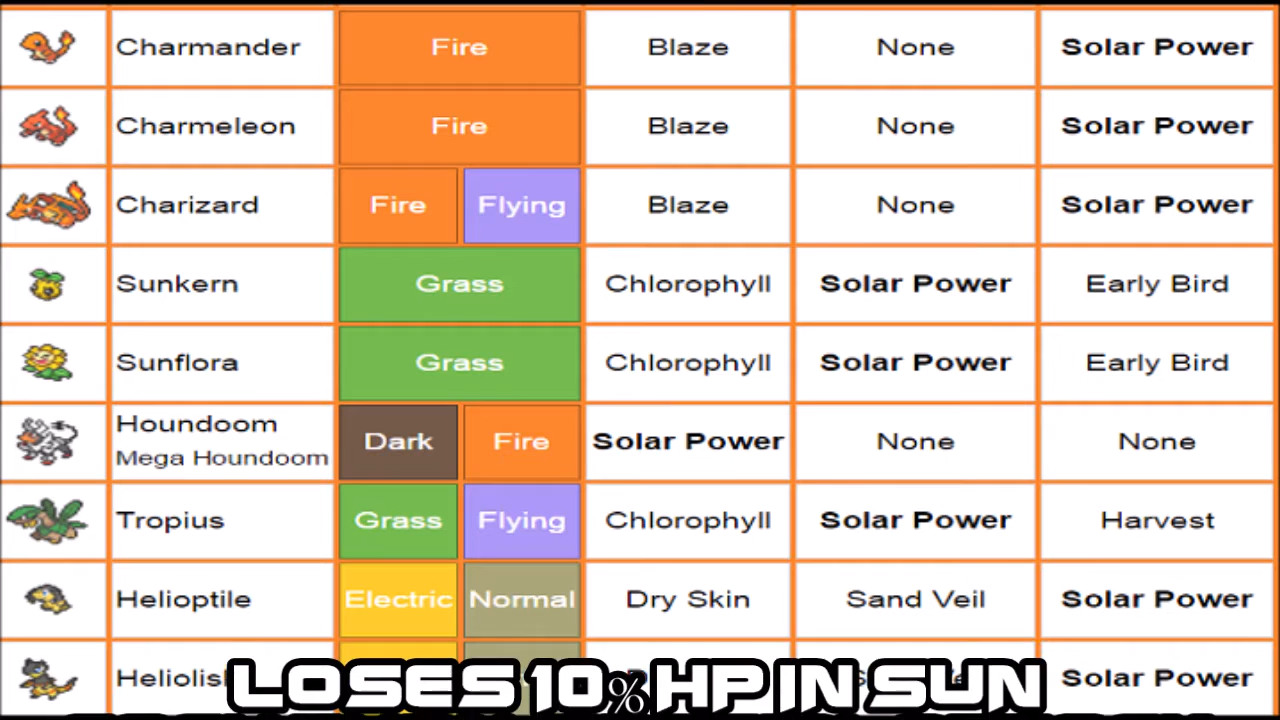 Charmander Fire Blaze None Solar Power
Charmeleon Fire Blaze None Solar Power
Charizard Fire Flying Blaze None Solar Power
Sunkern Grass Chlorophyll Solar Power Early Bird
Sunflora Grass Chlorophyll Solar Power Early Bird
Houndoom
Mega Houndoom Dark Fire Solar Power None None
Tropius Grass Flying Chlorophyll Solar Power Harvest
Helioptile Electric Normal Dry Skin Sand Veil Solar Power
Solar Power
LOSES 10% HP IN SUN